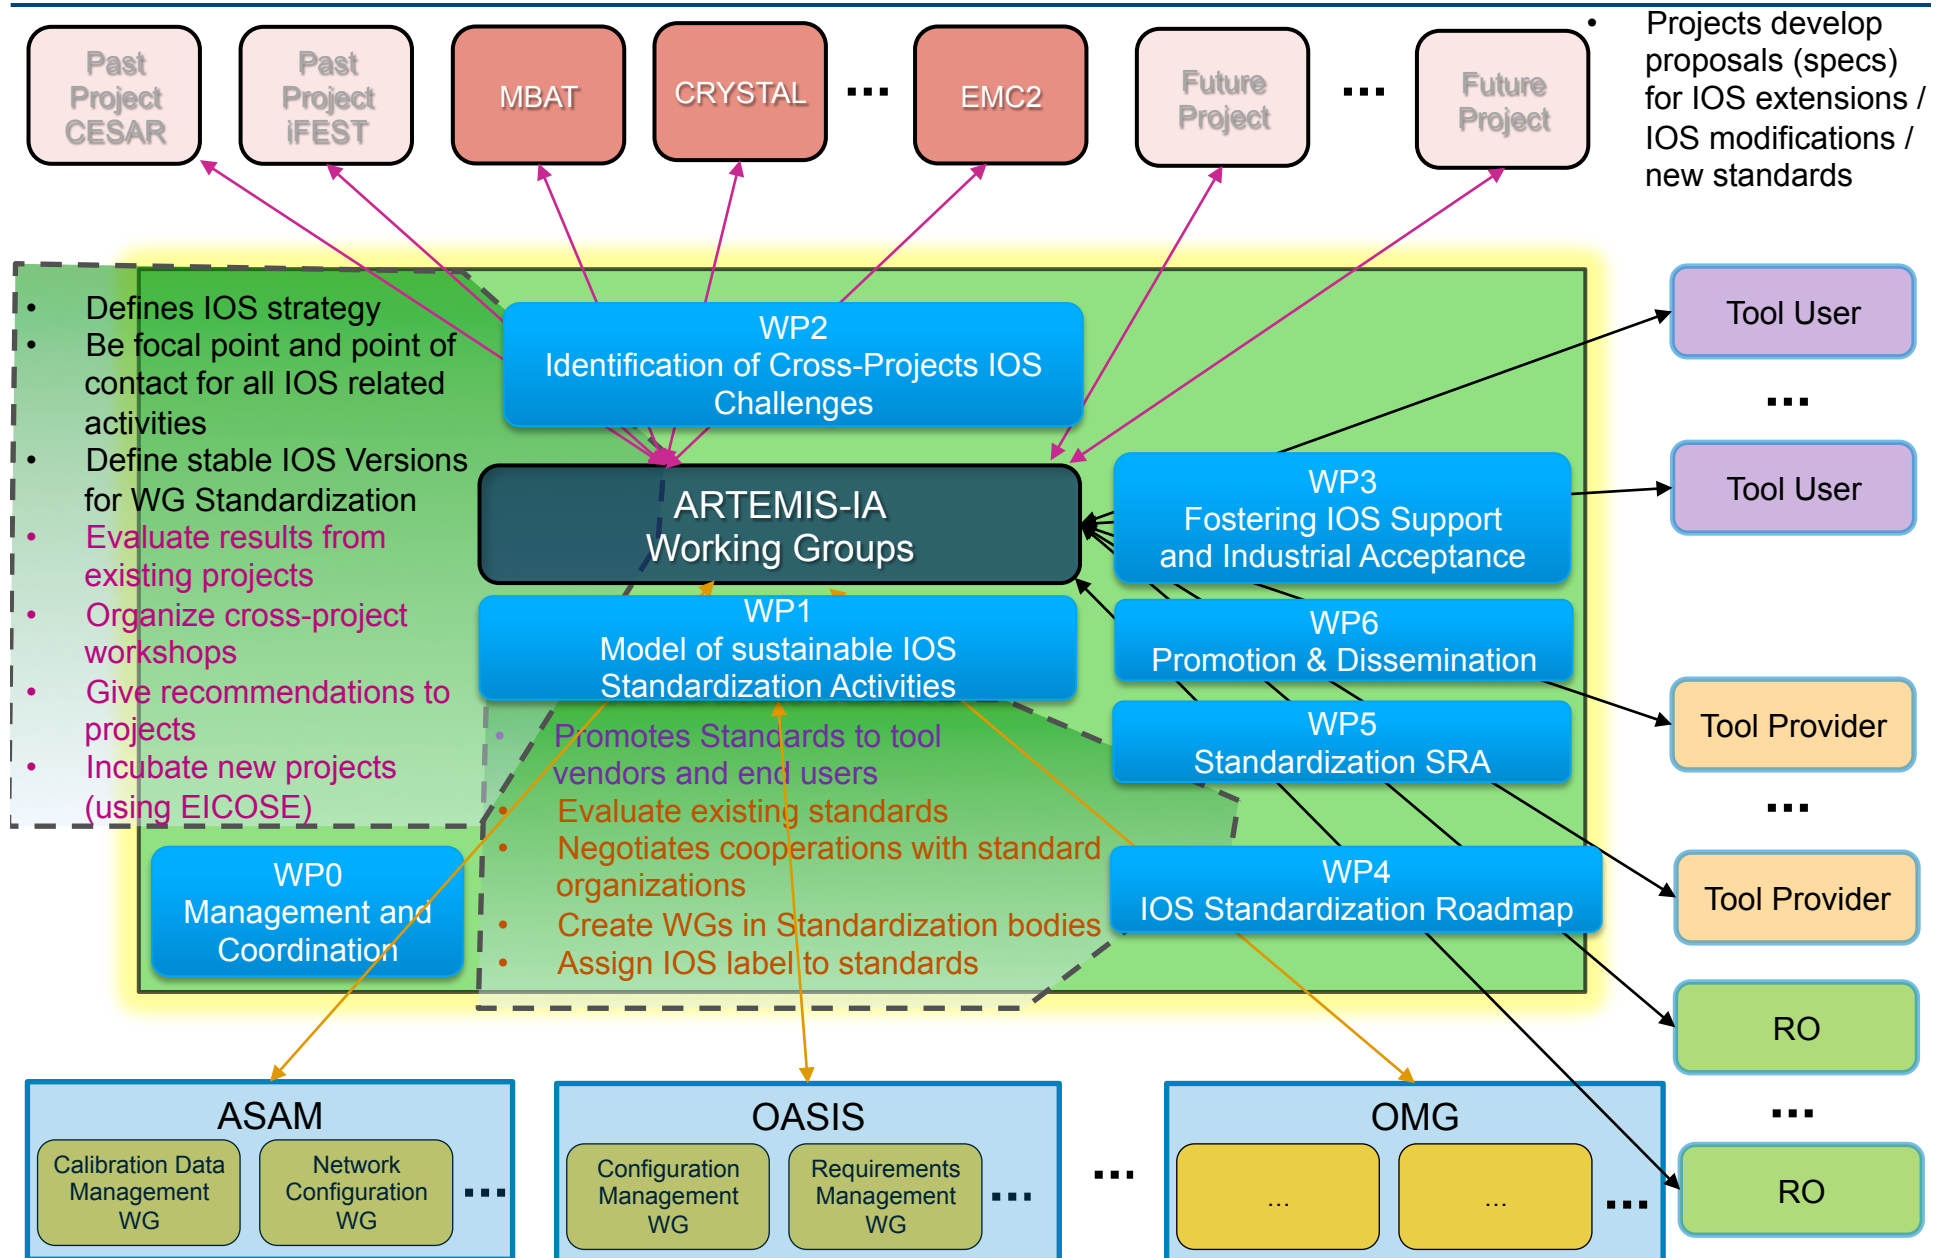 Past
Project
CESAR
Past
Project
iFEST
MBAT
CRYSTAL
...
EMC2
Future
Project
...
Future
Project
• Projects develop
proposals (specs)
for IOS extensions /
IOS modifications /
new standards
• Defines IOS strategy
• Be focal point and point of
contact for all IOS related
activities
• Define stable IOS Versions
for WG Standardization
• Evaluate results from
existing projects
• Organize cross-project
workshops
• Give recommendations to
projects
• Incubate new projects
(using EICOSE)
WP2
Identification of Cross-Projects IOS
Challenges
ARTEMIS-IA
Working Groups
WP1
Model of sustainable IOS
Standardization Activities
• Promotes Standards to tool
vendors and end users
• Evaluate existing standards
• Negotiates cooperations with standard
organizations
• Create WGs in Standardization bodies
• Assign IOS label to standards
WP0
Management and
Coordination
WP3
Fostering IOS Support
and Industrial Acceptance
WP6
Promotion & Dissemination
WP5
Standardization SRA
WP4
IOS Standardization Roadmap
Tool User
...
Tool User
Tool Provider
...
Tool Provider
RO
...
RO
ASAM
Calibration Data
Management
WG
Network
Configuration
WG
...
OASIS
Configuration
Management
WG
Requirements
Management
WG
...
...
OMG
...
...
...